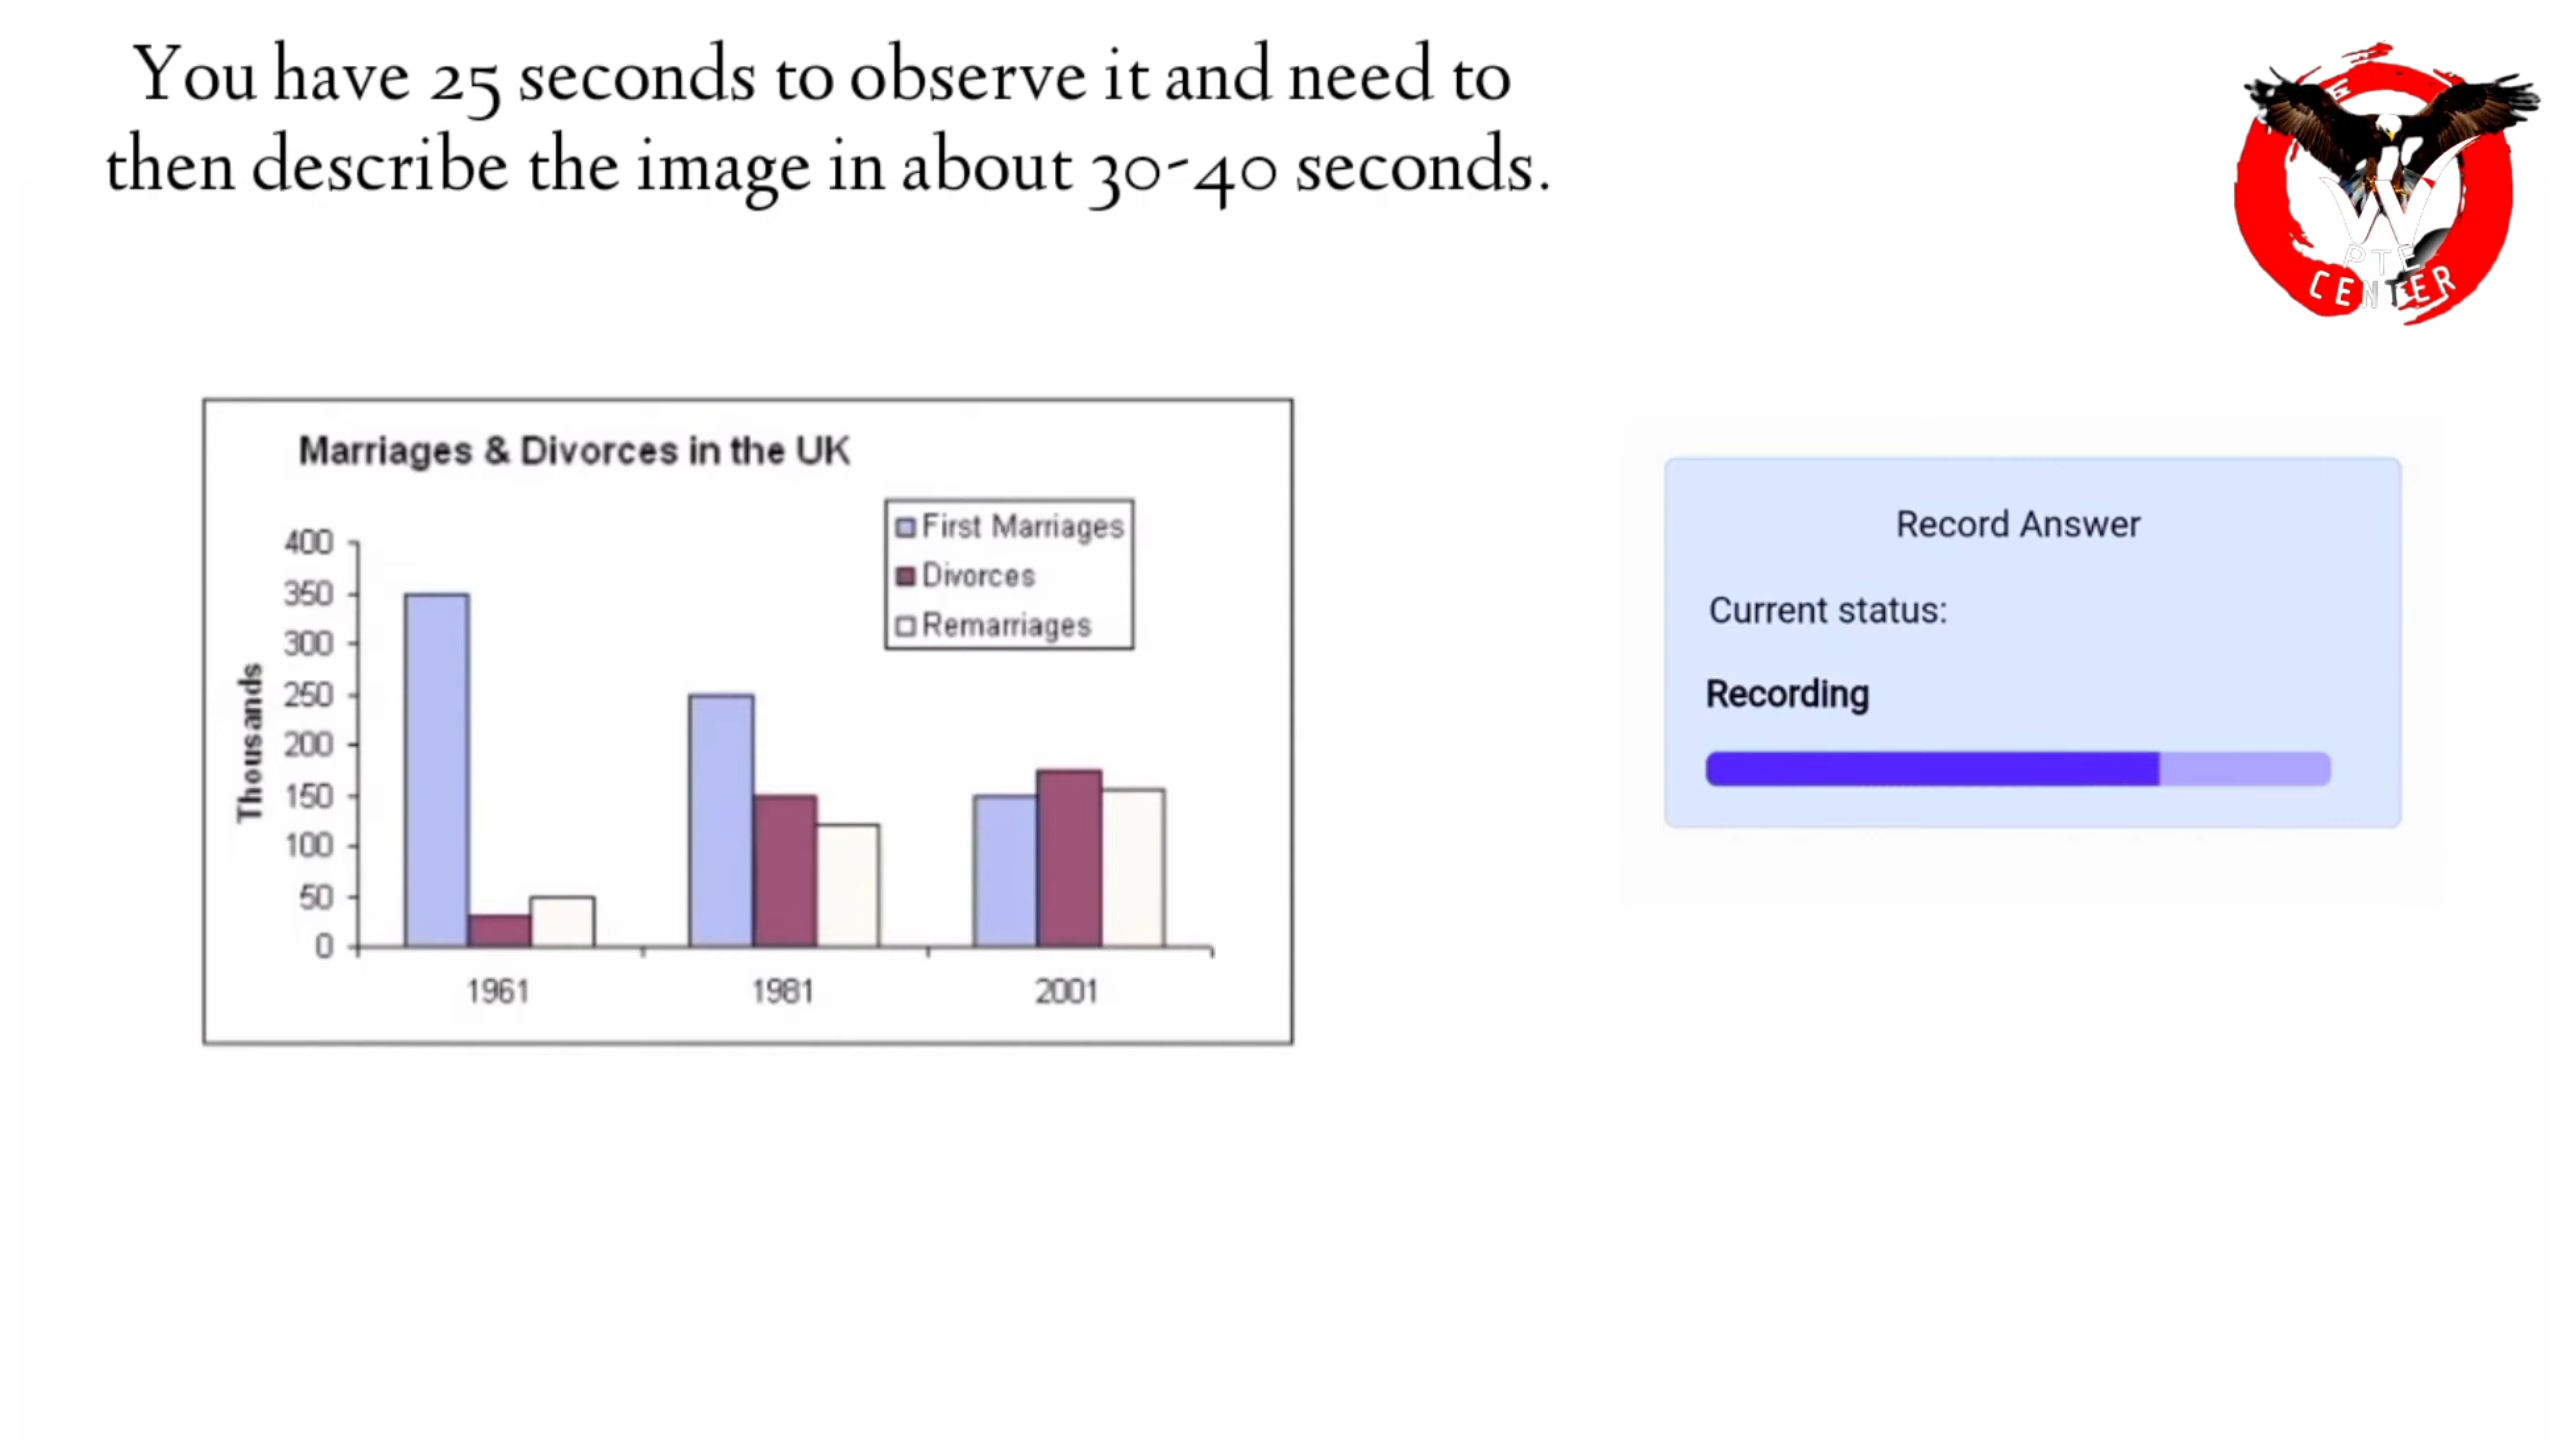 You have 25 seconds to observe it and need to
then describe the image in about 30-40 seconds.
PTE
CENTER
Marriages & Divorces in the UK
First Marriages
Divorces
Remarriages
400
350
300
250
200
150
100
50
0
Thousands
1961
1981
2001
Record Answer
Current status:
Recording